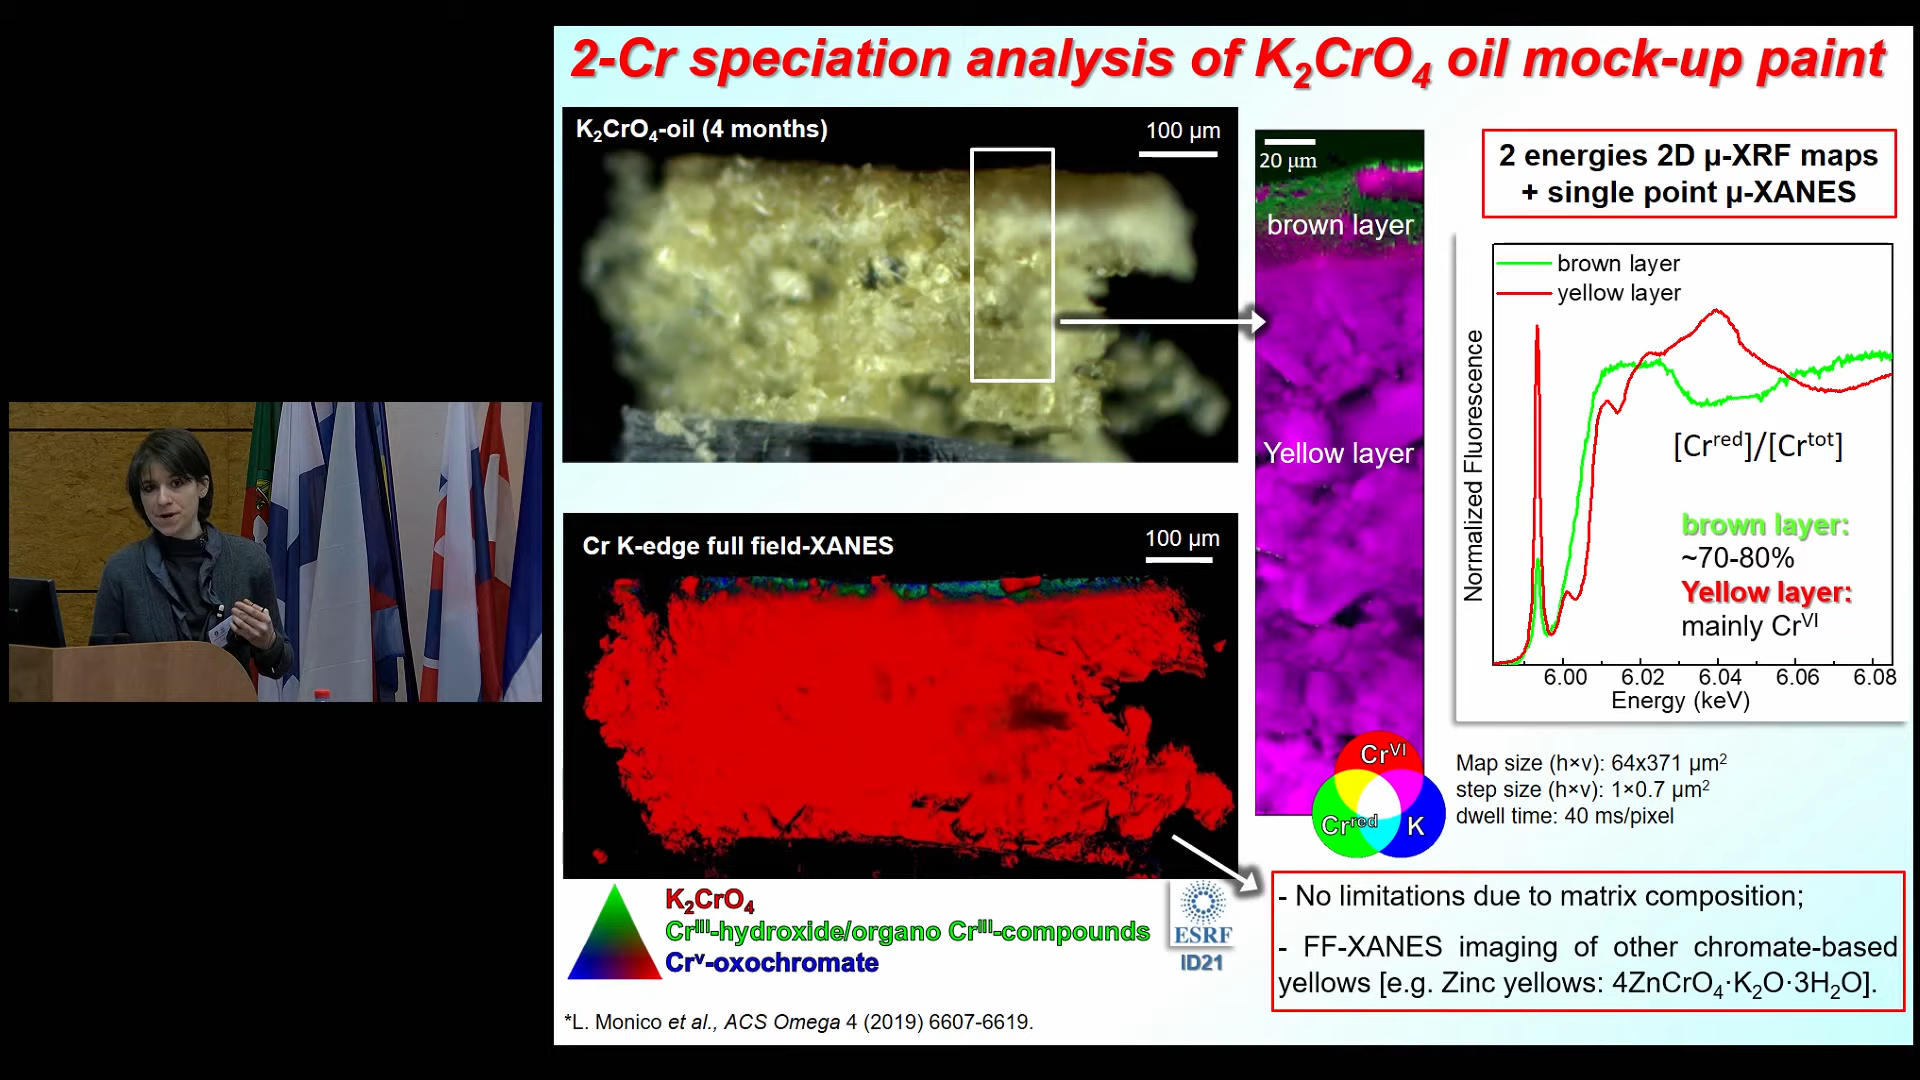 2-Cr speciation analysis of K₂CrO₄ oil mock-up paint
K₂CrO₄-oil (4 months)
100 µm
20 µm
brown layer
Yellow layer
2 energies 2D µ-XRF maps
+ single point µ-XANES
brown layer
yellow layer
Normalized Fluorescence
[Crʳᵉᵈ]/[Crᵗᵒᵗ]
brown layer:
~70-80%
Yellow layer:
mainly Crⱽᴵ
6.00 6.02 6.04 6.06 6.08
Energy (keV)
Cr K-edge full field-XANES
100 µm
Crⱽᴵ
Crʳᵉᵈ
K
Map size (h×v): 64x371 µm²
step size (h×v): 1×0.7 µm²
dwell time: 40 ms/pixel
K₂CrO₄
Crᴵᴵᴵ-hydroxide/organo Crᴵᴵᴵ-compounds
Crⱽ-oxochromate
ESRF
ID21
- No limitations due to matrix composition;
- FF-XANES imaging of other chromate-based
yellows [e.g. Zinc yellows: 4ZnCrO₄·K₂O·3H₂O].
*L. Monico et al., ACS Omega 4 (2019) 6607-6619.